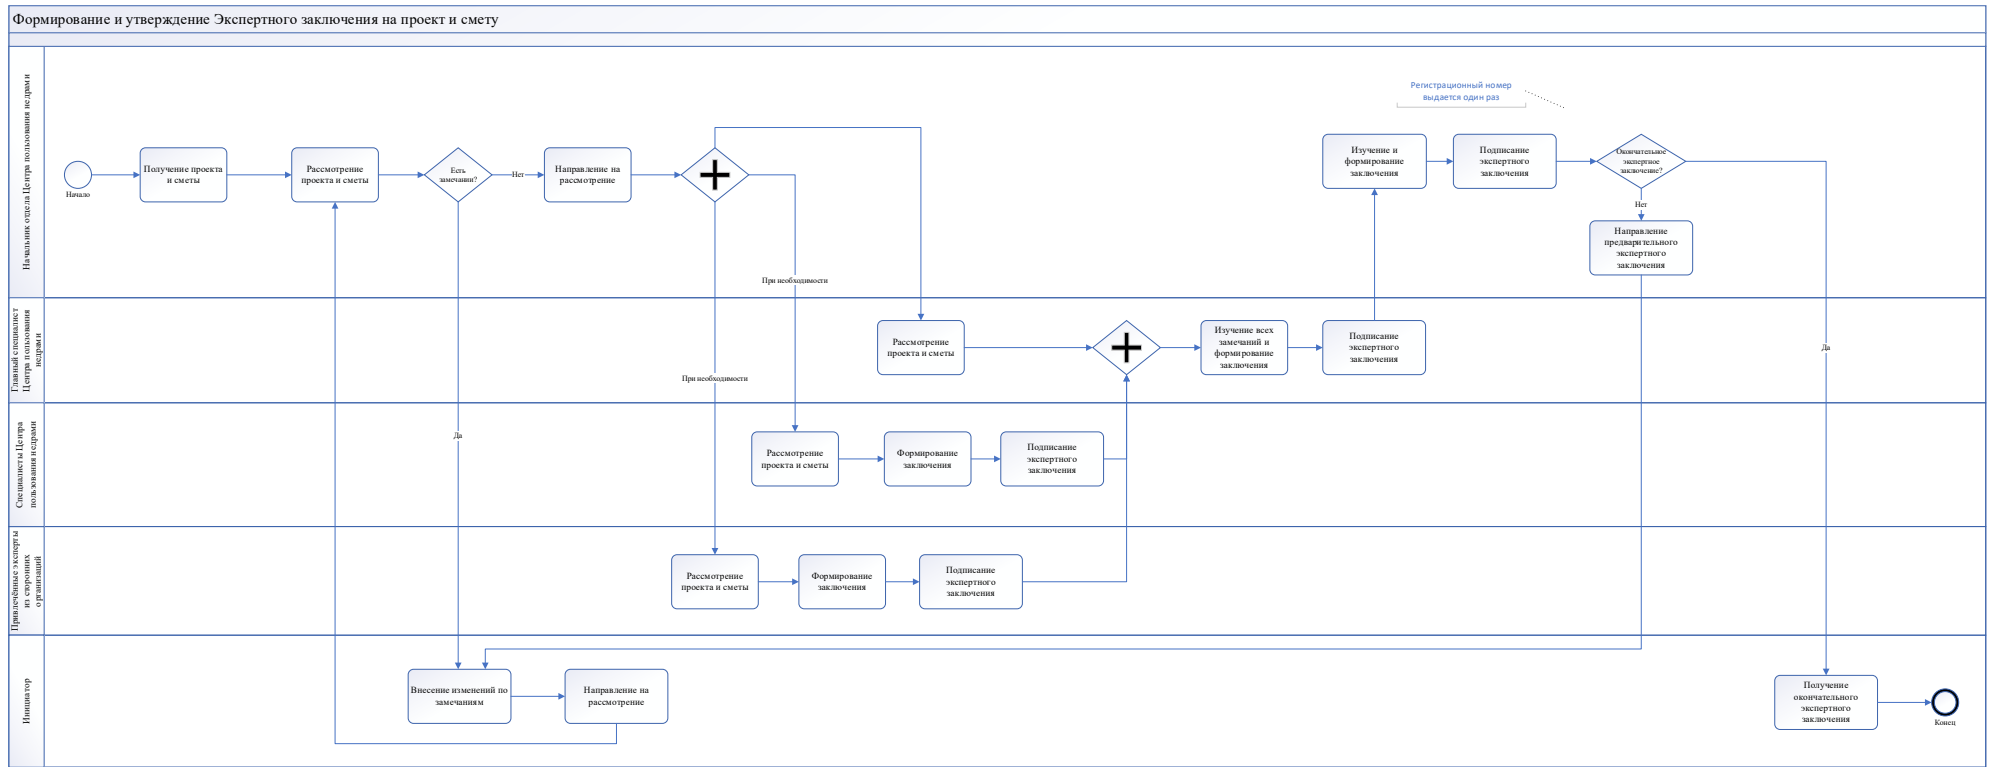 Формирование и утверждение Экспертного заключения на проект и смету
Начальник отдела Центра пользования недрами
Начало
Получение проекта
и сметы
Рассмотрение
проекта и сметы
Есть
замечания?
Нет
Направление на
рассмотрение
При необходимости
Регистрационный номер
выдается один раз
Изучение и
формирование
заключения
Подписание
экспертного
заключения
Окончательное
экспертное
заключение?
Нет
Направление
предварительного
экспертного
заключения
Главный специалист
Центра пользования
недрами
При необходимости
Рассмотрение
проекта и сметы
Изучение всех
замечаний и
формирование
заключения
Подписание
экспертного
заключения
Да
Специалисты Центра
пользования недрами
Да
Рассмотрение
проекта и сметы
Формирование
заключения
Подписание
экспертного
заключения
Привлечённые эксперты
из сторонних
организаций
Рассмотрение
проекта и сметы
Формирование
заключения
Подписание
экспертного
заключения
Инициатор
Внесение изменений по
замечаниям
Направление на
рассмотрение
Получение
окончательного
экспертного
заключения
Конец